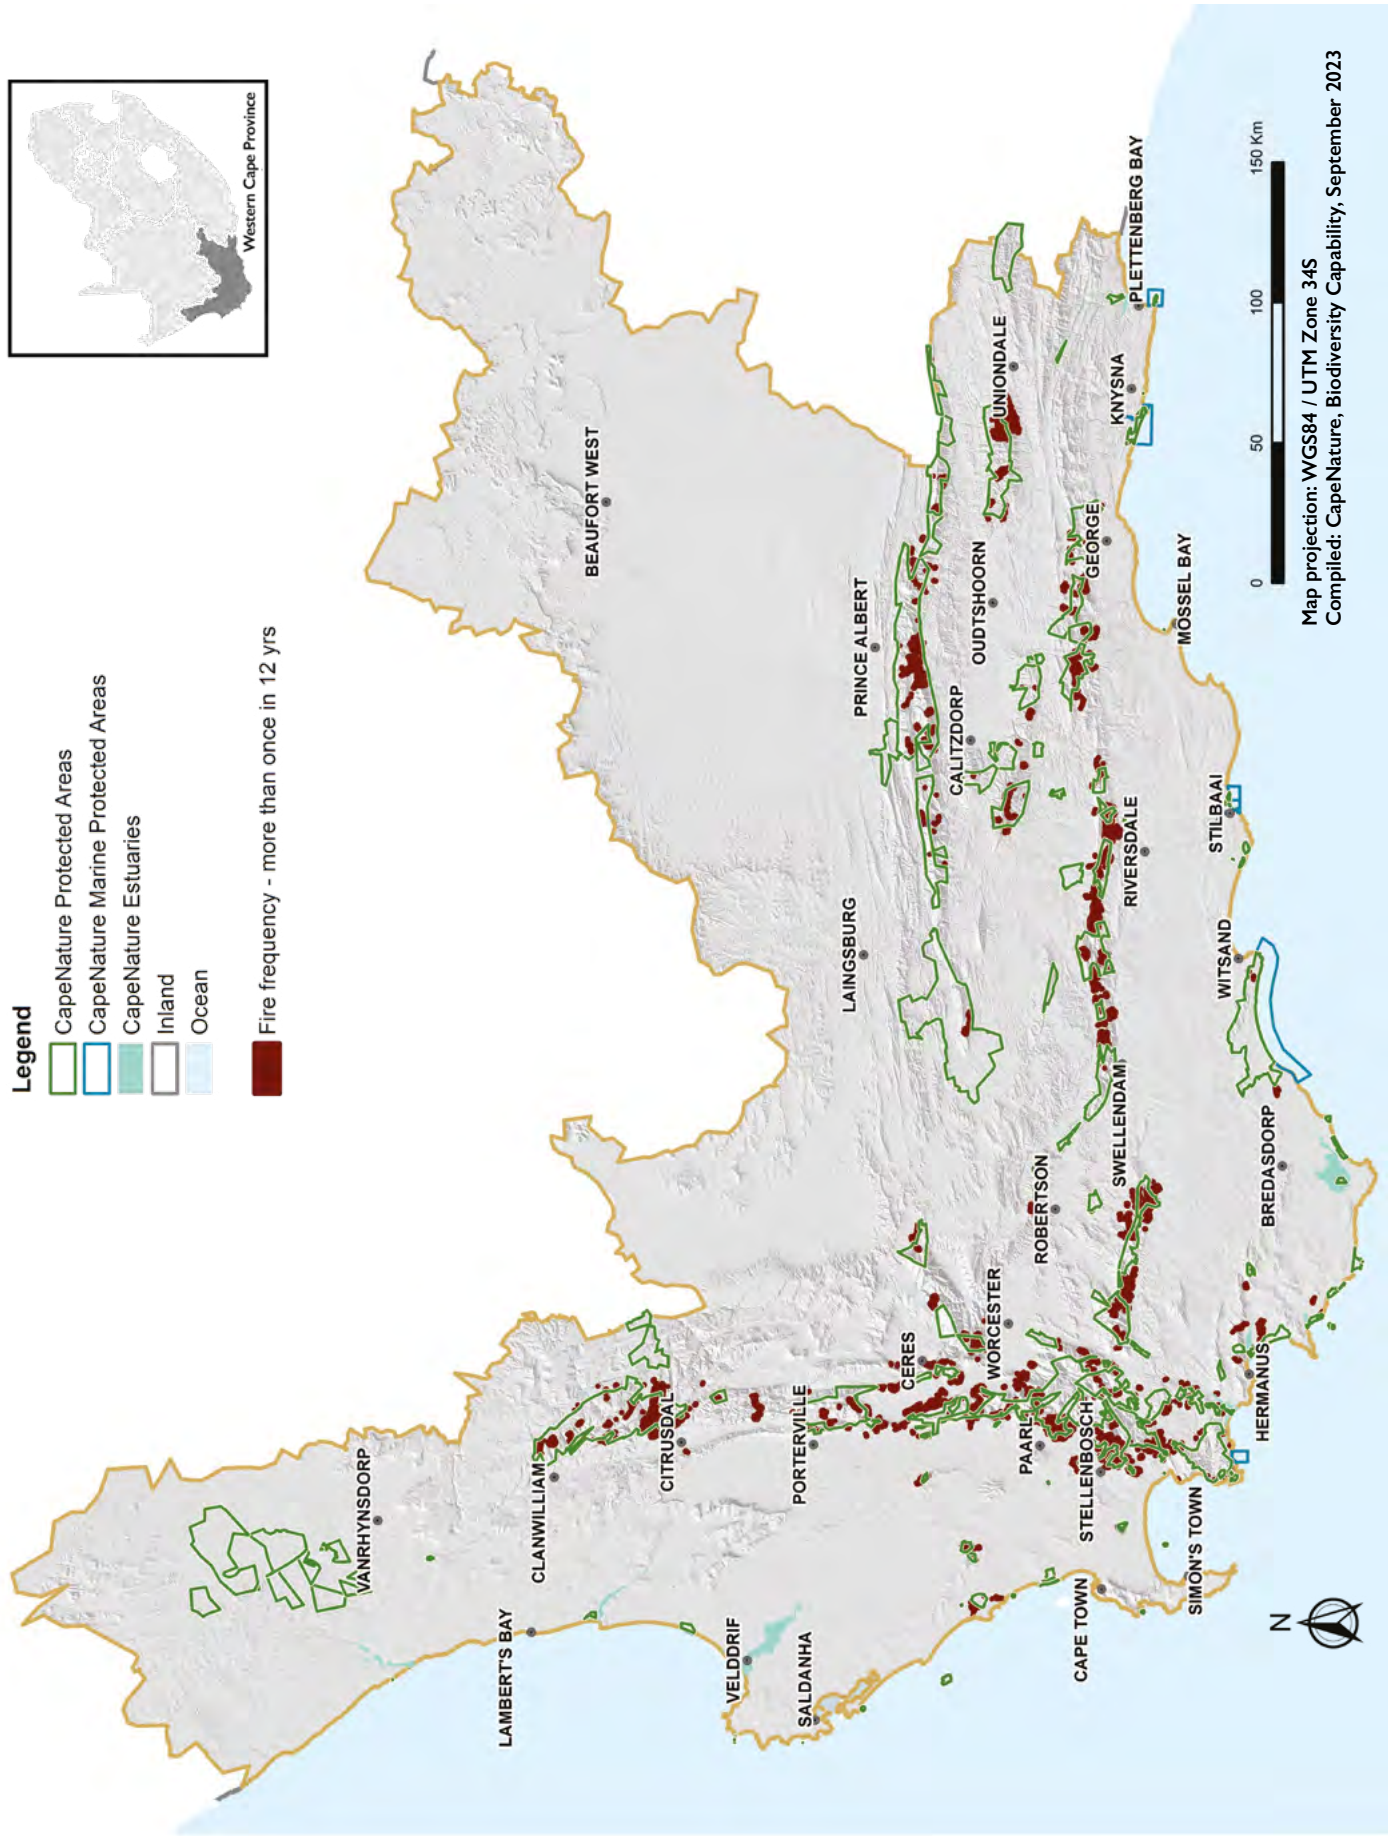 Legend
CapeNature Protected Areas
CapeNature Marine Protected Areas
CapeNature Estuaries
Inland
Ocean
Fire frequency - more than once in 12 yrs
Western Cape Province
VANRHYNSDORP
LAMBERT'S BAY
CLANWILLIAM
CITRUSDAL
VELDDRIF
SALDANHA
PORTERVILLE
CERES
WORCESTER
PAARL
STELLENBOSCH
CAPE TOWN
SIMON'S TOWN
HERMANUS
ROBERTSON
SWELLENDAM
BREDASDORP
WITSAND
LAINGSBURG
RIVERSDALE
STILBAAI
CALITZDORP
PRINCE ALBERT
OUDTSHOORN
MOSSEL BAY
GEORGE
BEAUFORT WEST
UNIONDALE
KNYSNA
PLETTENBERG BAY
N
0 50 100 150 Km
Map projection: WGS84 / UTM Zone 34S
Compiled: CapeNature, Biodiversity Capability, September 2023